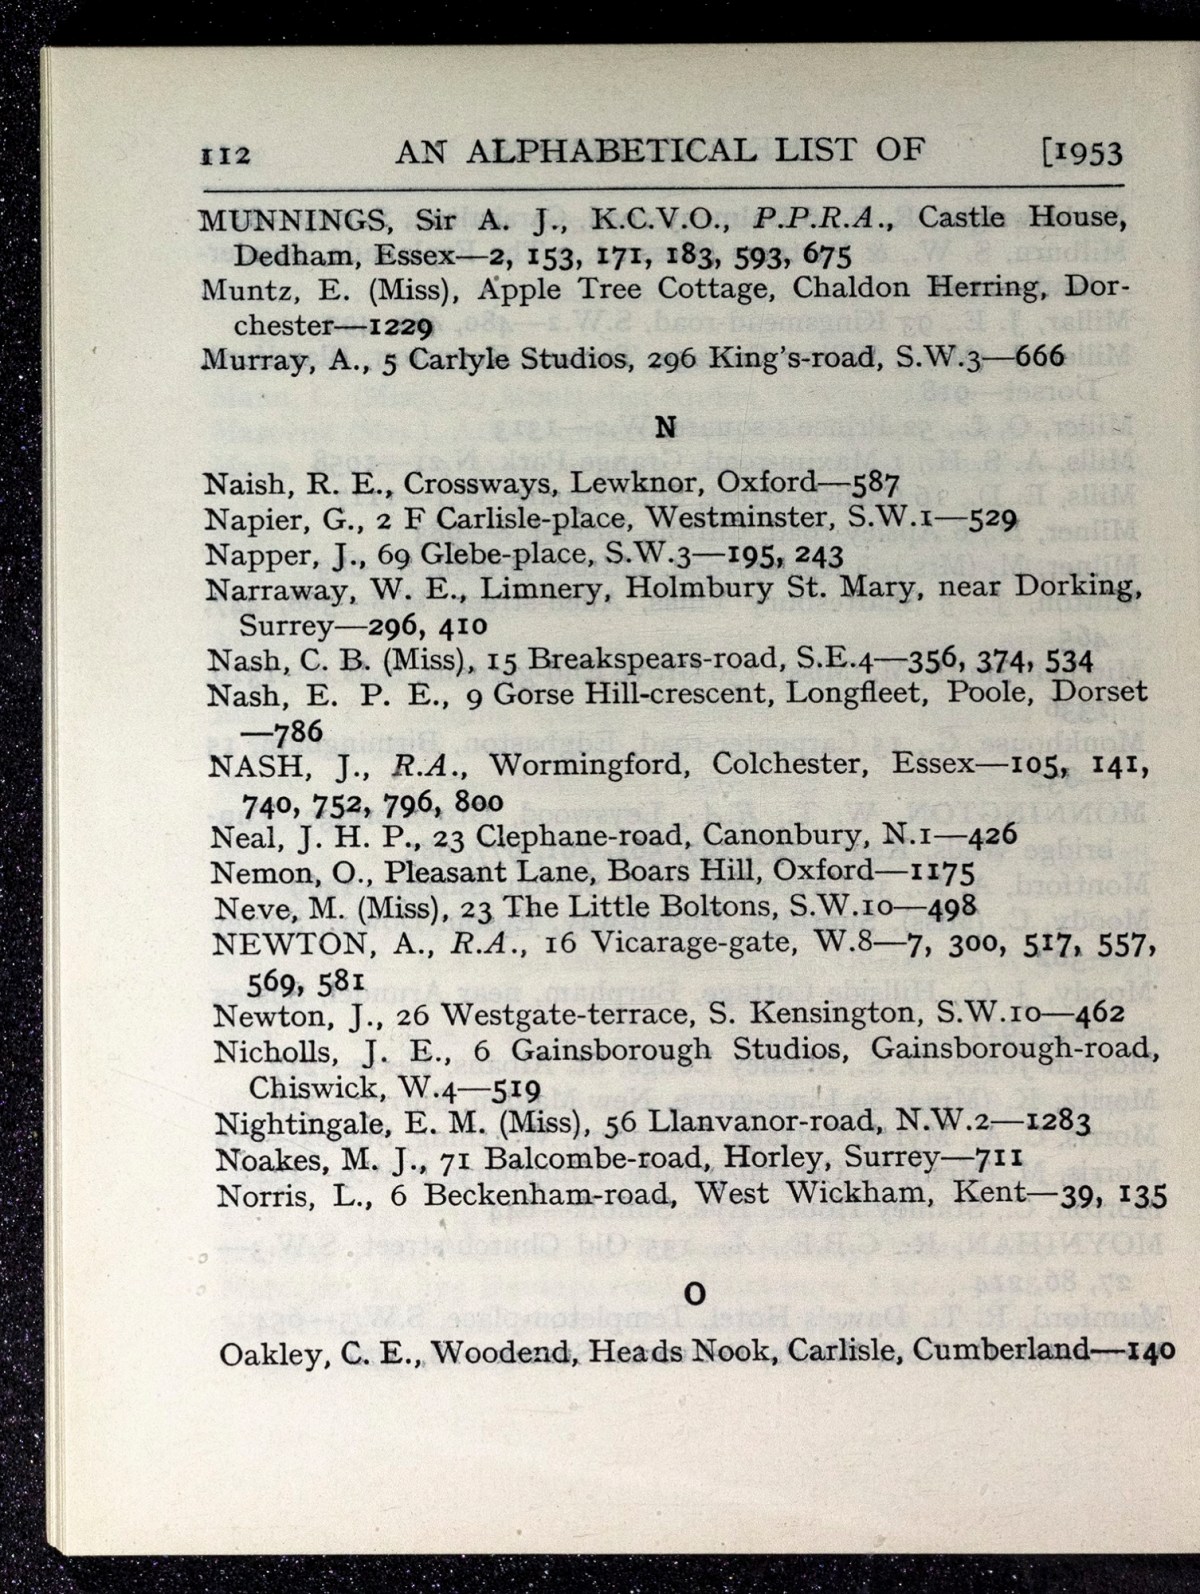 112 AN ALPHABETICAL LIST OF [1953
MUNNINGS, Sir A. J., K.C.V.O., P.P.R.A., Castle House,
Dedham, Essex—2, 153, 171, 183, 593, 675
Muntz, E. (Miss), Apple Tree Cottage, Chaldon Herring, Dor-
chester—1229
Murray, A., 5 Carlyle Studios, 296 King's-road, S.W.3—666
N
Naish, R. E., Crossways, Lewknor, Oxford—587
Napier, G., 2 F Carlisle-place, Westminster, S.W.1—529
Napper, J., 69 Glebe-place, S.W.3—195, 243
Narraway, W. E., Limnery, Holmbury St. Mary, near Dorking,
Surrey—296, 410
Nash, C. B. (Miss), 15 Breakspears-road, S.E.4—356, 374, 534
Nash, E. P. E., 9 Gorse Hill-crescent, Longfleet, Poole, Dorset
—786
NASH, J., R.A., Wormingford, Colchester, Essex—105, 141,
740, 752, 796, 800
Neal, J. H. P., 23 Clephane-road, Canonbury, N.1—426
Nemon, O., Pleasant Lane, Boars Hill, Oxford—1175
Neve, M. (Miss), 23 The Little Boltons, S.W.10—498
NEWTON, A., R.A., 16 Vicarage-gate, W.8—7, 300, 517, 557,
569, 581
Newton, J., 26 Westgate-terrace, S. Kensington, S.W.10—462
Nicholls, J. E., 6 Gainsborough Studios, Gainsborough-road,
Chiswick, W.4—519
Nightingale, E. M. (Miss), 56 Llanvanor-road, N.W.2—1283
Noakes, M. J., 71 Balcombe-road, Horley, Surrey—711
Norris, L., 6 Beckenham-road, West Wickham, Kent—39, 135
O
Oakley, C. E., Woodend, Heads Nook, Carlisle, Cumberland—140